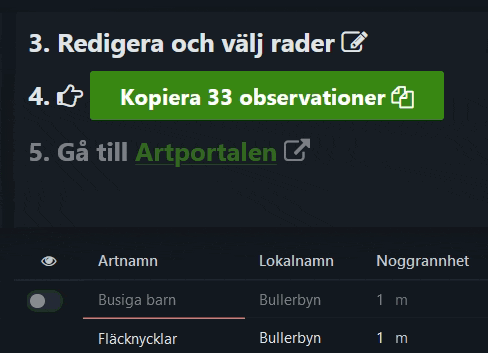 3. Redigera och välj rader
4. Kopiera 33 observationer
5. Gå till Artportalen
Artnamn Lokalnamn Noggrannhet
Busiga barn Bullerbyn 1 m
Fläcknycklar Bullerbyn 1 m